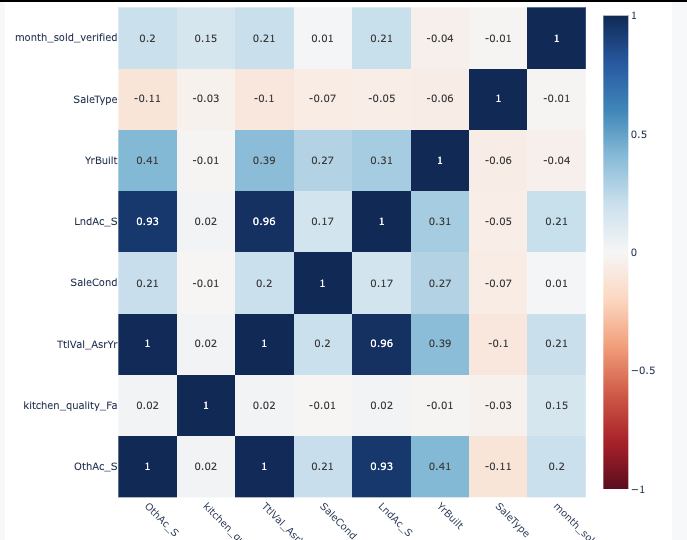 month_sold_verified 0.2 0.15 0.21 0.01 0.21 -0.04 -0.01 1
SaleType -0.11 -0.03 -0.1 -0.07 -0.05 -0.06 1 -0.01
YrBuilt 0.41 -0.01 0.39 0.27 0.31 1 -0.06 -0.04
LndAc_S 0.93 0.02 0.96 0.17 1 0.31 -0.05 0.21
SaleCond 0.21 -0.01 0.2 1 0.17 0.27 -0.07 0.01
TtlVal_AsrYr 1 0.02 1 0.2 0.96 0.39 -0.1 0.21
kitchen_quality_Fa 0.02 1 0.02 -0.01 0.02 -0.01 -0.03 0.15
OthAc_S 1 0.02 1 0.21 0.93 0.41 -0.11 0.2
OthAc_S kitchen_qu TtlVal_AsrY SaleCond LndAc_S YrBuilt SaleType month_sol
1
0.5
0
−0.5
−1